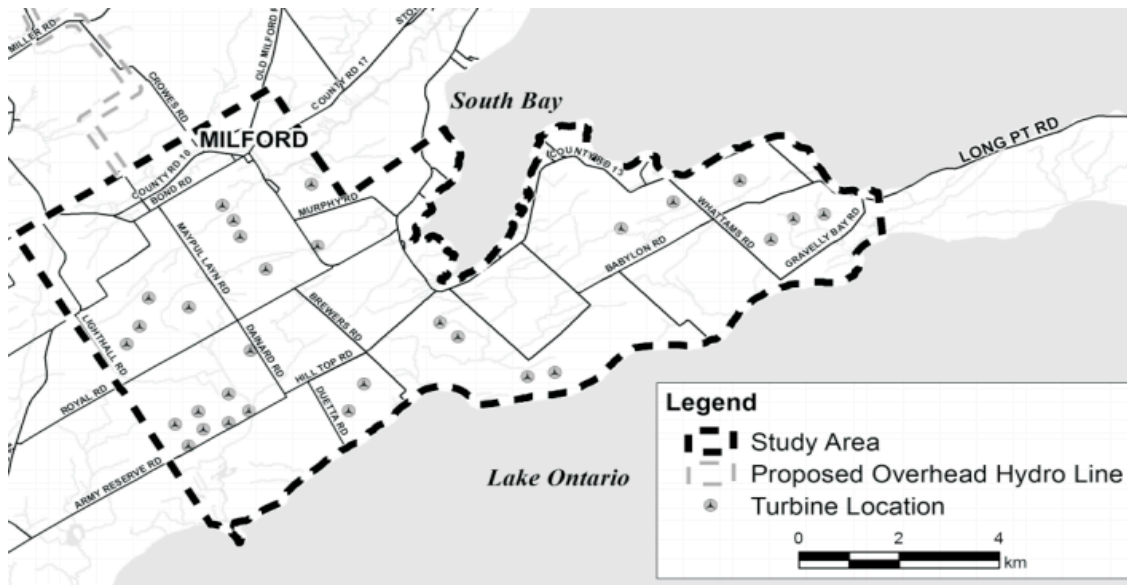 MILLER RD
CROWES RD
OLD MILFORD R
COUNTY RD 17
STO
South Bay
MILFORD
COUNTY RD 10
BOND RD
MURPHY RD
COUNTY RD 13
LONG PT RD
MAYPUL LAYN RD
WHATTAMS RD
GRAVELLY BAY RD
BABYLON RD
LIGHTHALL RD
BREWERS RD
DAINARD RD
HILL TOP RD
ROYAL RD
DUETTA RD
ARMY RESERVE RD
Lake Ontario
Legend
Study Area
Proposed Overhead Hydro Line
Turbine Location
0 2 4
km